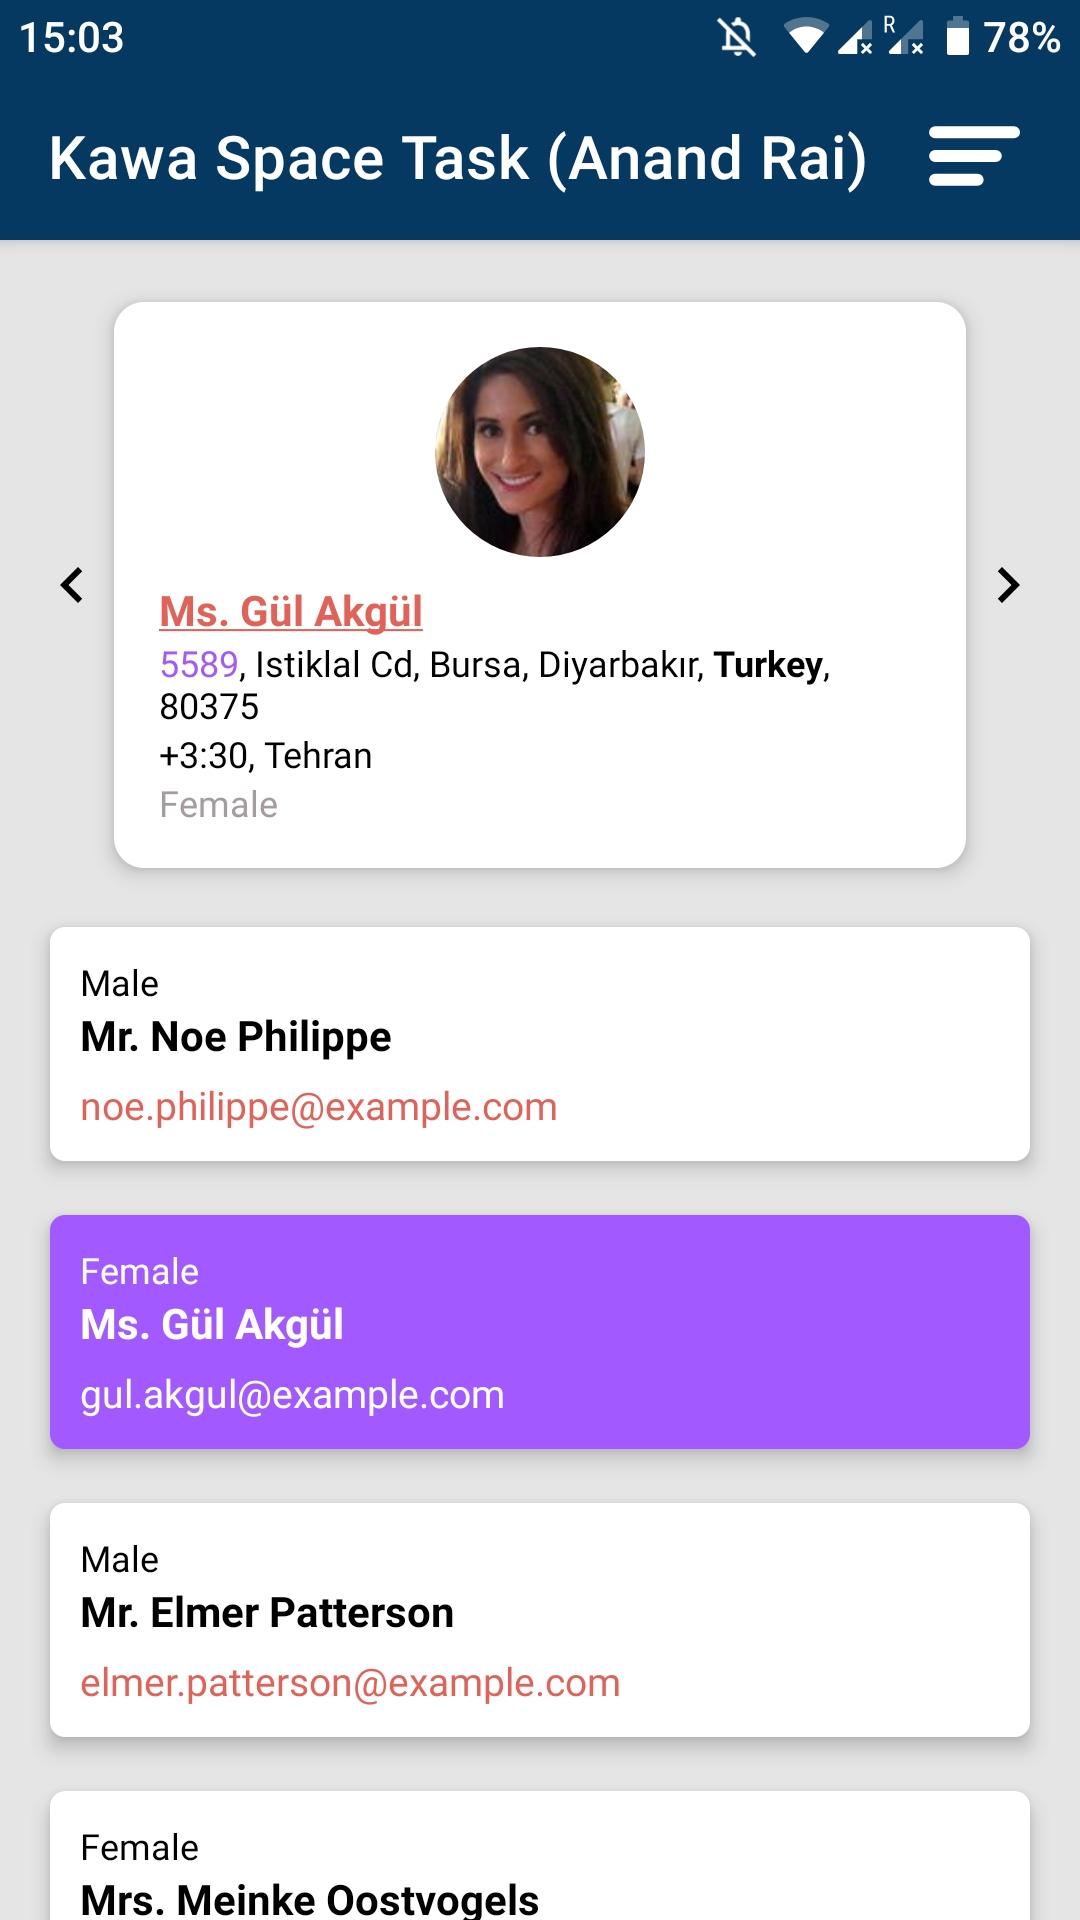 15:03
R
78%
Kawa Space Task (Anand Rai)
Ms. Gül Akgül
5589, Istiklal Cd, Bursa, Diyarbakır, Turkey,
80375
+3:30, Tehran
Female
Male
Mr. Noe Philippe
noe.philippe@example.com
Female
Ms. Gül Akgül
gul.akgul@example.com
Male
Mr. Elmer Patterson
elmer.patterson@example.com
Female
Mrs. Meinke Oostvogels